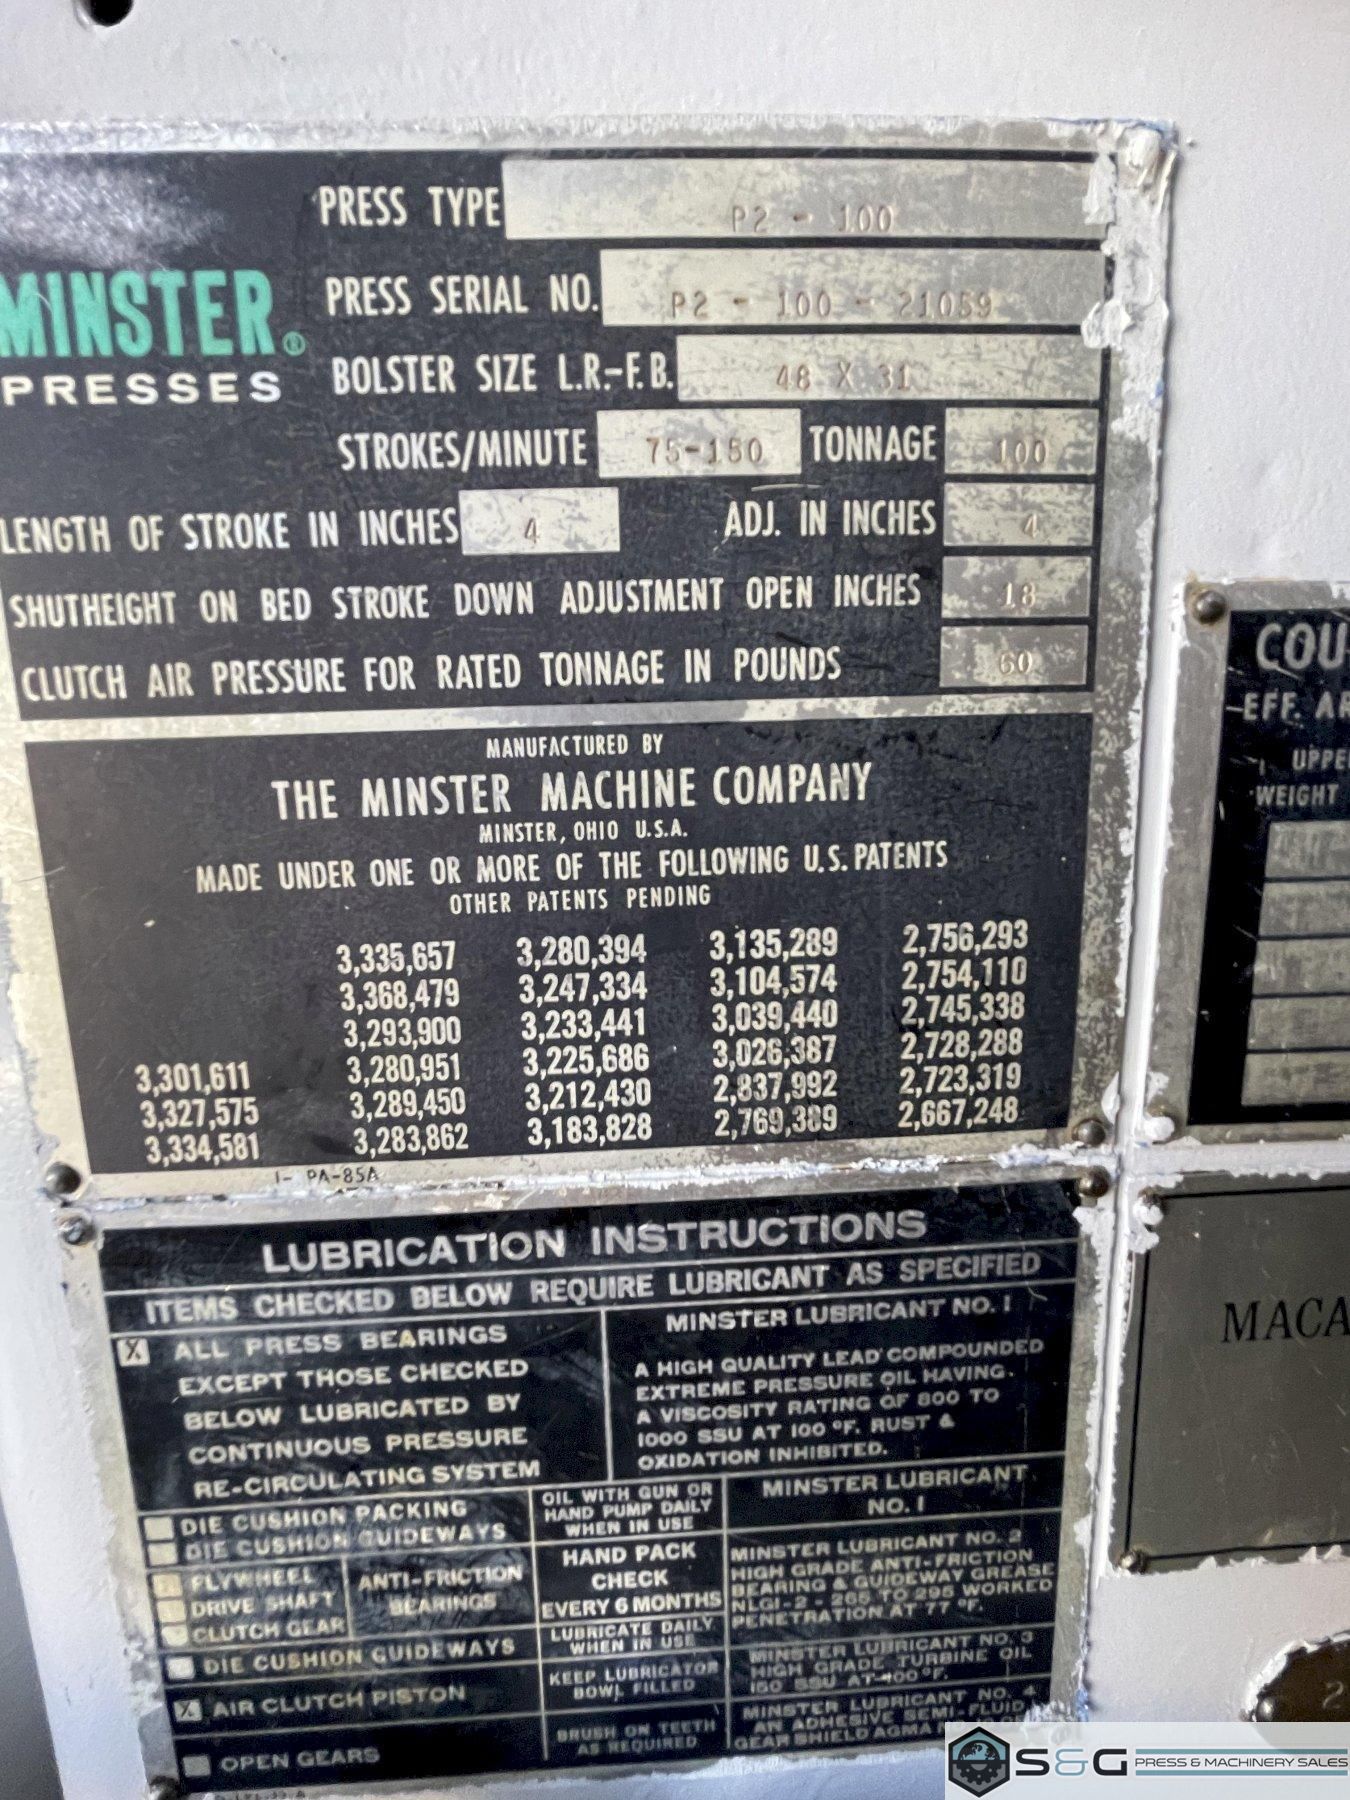 MINSTER®
PRESSES
PRESS TYPE P2 - 100
PRESS SERIAL NO. P2 - 100 - 21059
BOLSTER SIZE L.R.-F.B. 48 X 31
STROKES/MINUTE 75-150 TONNAGE 100
LENGTH OF STROKE IN INCHES 4 ADJ. IN INCHES 4
SHUTHEIGHT ON BED STROKE DOWN ADJUSTMENT OPEN INCHES 18
CLUTCH AIR PRESSURE FOR RATED TONNAGE IN POUNDS 60
MANUFACTURED BY
THE MINSTER MACHINE COMPANY
MINSTER, OHIO U.S.A.
MADE UNDER ONE OR MORE OF THE FOLLOWING U.S. PATENTS
OTHER PATENTS PENDING
3,335,657 3,280,394 3,135,289 2,756,293
3,368,479 3,247,334 3,104,574 2,754,110
3,293,900 3,233,441 3,039,440 2,745,338
3,301,611 3,280,951 3,225,686 3,026,387 2,728,288
3,327,575 3,289,450 3,212,430 2,837,992 2,723,319
3,334,581 3,283,862 3,183,828 2,769,389 2,667,248
1- PA-85A
LUBRICATION INSTRUCTIONS
ITEMS CHECKED BELOW REQUIRE LUBRICANT AS SPECIFIED
X ALL PRESS BEARINGS
EXCEPT THOSE CHECKED
BELOW LUBRICATED BY
CONTINUOUS PRESSURE
RE-CIRCULATING SYSTEM
MINSTER LUBRICANT NO. 1
A HIGH QUALITY LEAD COMPOUNDED
EXTREME PRESSURE OIL HAVING
A VISCOSITY RATING OF 800 TO
1000 SSU AT 100 °F. RUST &
OXIDATION INHIBITED.
DIE CUSHION PACKING
DIE CUSHION GUIDEWAYS
OIL WITH GUN OR
HAND PUMP DAILY
WHEN IN USE
MINSTER LUBRICANT
NO. 1
FLYWHEEL
DRIVE SHAFT
CLUTCH GEAR
ANTI-FRICTION
BEARINGS
HAND PACK
CHECK
EVERY 6 MONTHS
MINSTER LUBRICANT NO. 2
HIGH GRADE ANTI-FRICTION
BEARING & GUIDEWAY GREASE
NLGI-2 - 265 TO 295 WORKED
PENETRATION AT 77 °F.
DIE CUSHION GUIDEWAYS
LUBRICATE DAILY
WHEN IN USE
X AIR CLUTCH PISTON
KEEP LUBRICATOR
BOWL FILLED
MINSTER LUBRICANT NO. 3
HIGH GRADE TURBINE OIL
150 SSU AT 100 °F.
OPEN GEARS
BRUSH ON TEETH
AS REQUIRED
MINSTER LUBRICANT NO. 4
AN ADHESIVE SEMI-FLUID
GEAR SHIELD AGMA
COU
EFF. AR
UPPE
WEIGHT
MACA
2
S&G PRESS & MACHINERY SALES